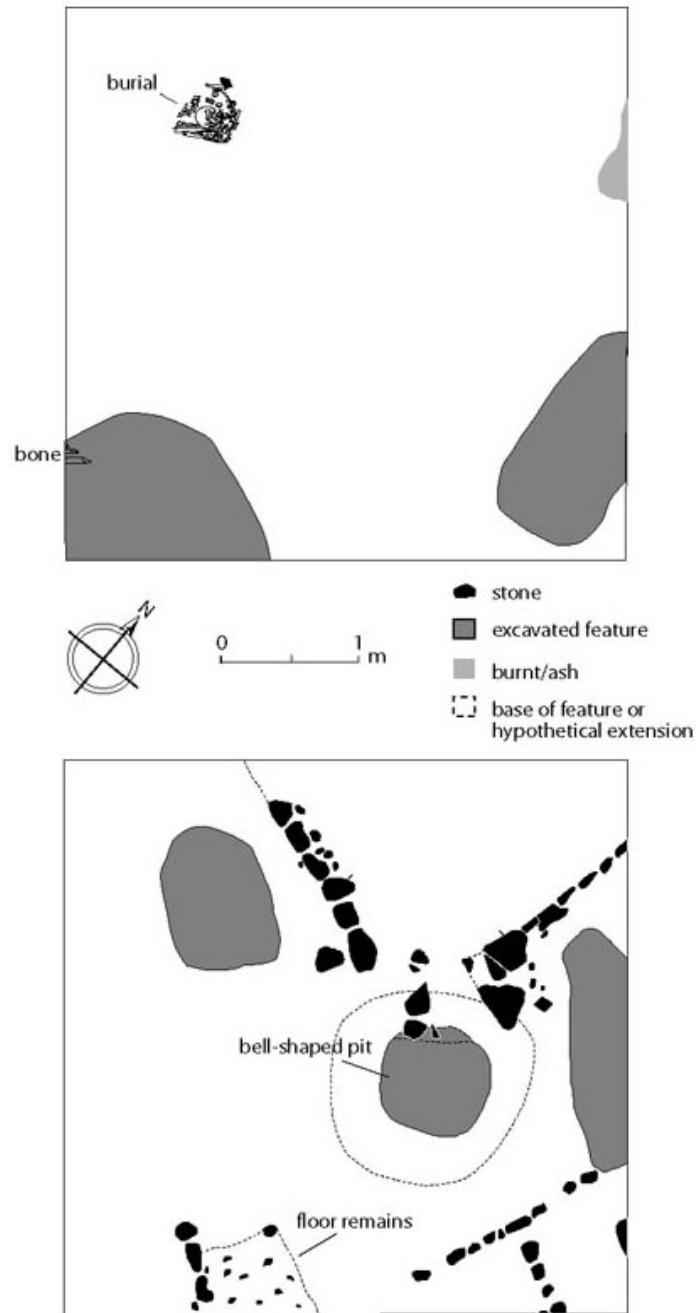 burial
bone
N
0 1
m
stone
excavated feature
burnt/ash
base of feature or
hypothetical extension
bell-shaped pit
floor remains